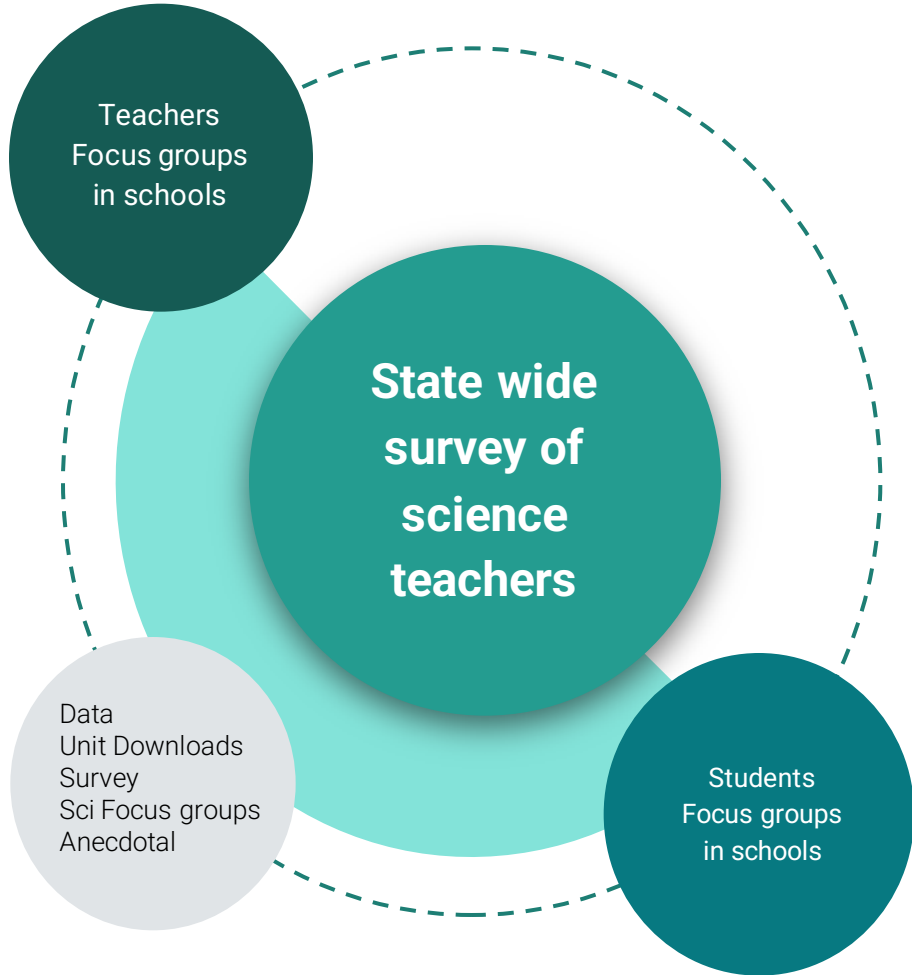 Teachers
Focus groups
in schools
State wide
survey of
science
teachers
Data
Unit Downloads
Survey
Sci Focus groups
Anecdotal
Students
Focus groups
in schools